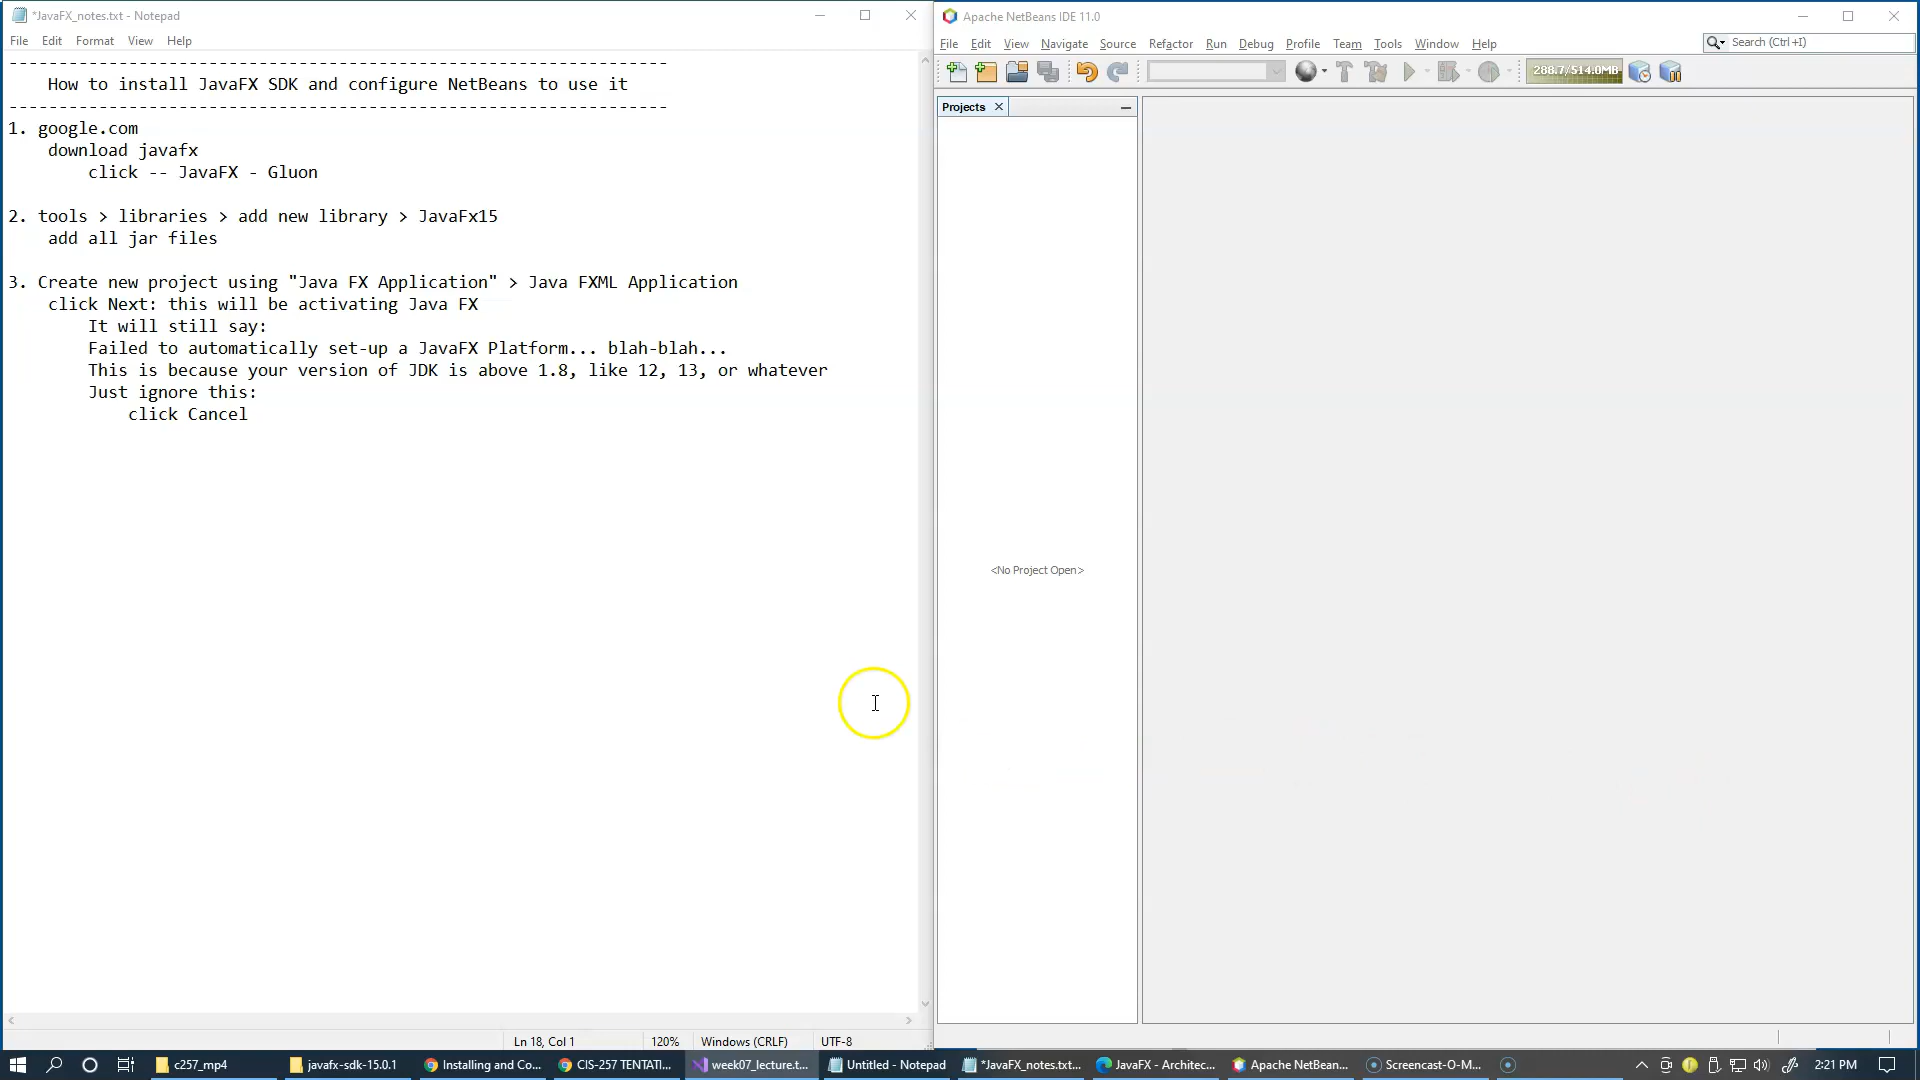 *JavaFX_notes.txt - Notepad
File Edit Format View Help
------------------------------------------------------------------
How to install JavaFX SDK and configure NetBeans to use it
------------------------------------------------------------------
1. google.com
download javafx
click -- JavaFX - Gluon
2. tools > libraries > add new library > JavaFx15
add all jar files
3. Create new project using "Java FX Application" > Java FXML Application
click Next: this will be activating Java FX
It will still say:
Failed to automatically set-up a JavaFX Platform... blah-blah...
This is because your version of JDK is above 1.8, like 12, 13, or whatever
Just ignore this:
click Cancel
Ln 18, Col 1 120% Windows (CRLF) UTF-8
Apache NetBeans IDE 11.0
File Edit View Navigate Source Refactor Run Debug Profile Team Tools Window Help
Search (Ctrl+I)
288.7/514.0MB
Projects
<No Project Open>
c257_mp4 javafx-sdk-15.0.1 Installing and Co... CIS-257 TENTATI... week07_lecture.t... Untitled - Notepad *JavaFX_notes.txt... JavaFX - Architec... Apache NetBean... Screencast-O-M... 2:21 PM